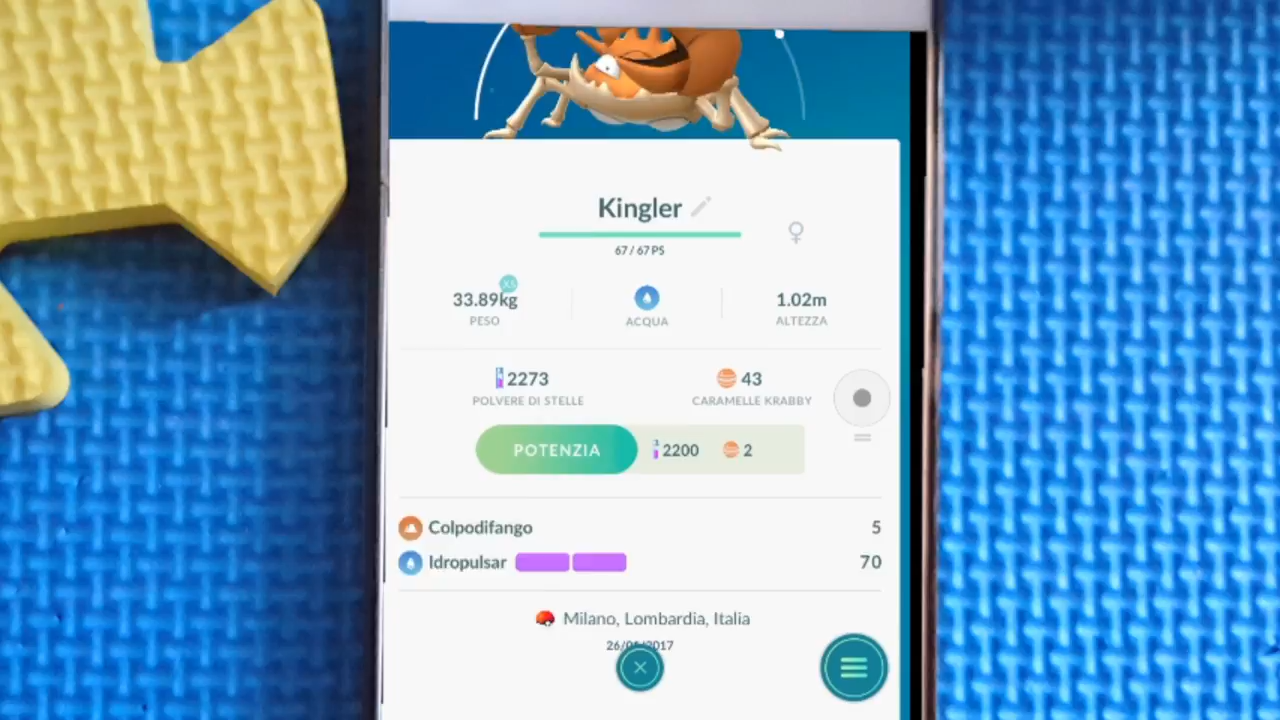 Kingler
67 / 67 PS
XS
33.89kg
PESO
ACQUA
1.02m
ALTEZZA
2273
POLVERE DI STELLE
43
CARAMELLE KRABBY
POTENZIA
2200
2
Colpodifango 5
Idropulsar 70
Milano, Lombardia, Italia